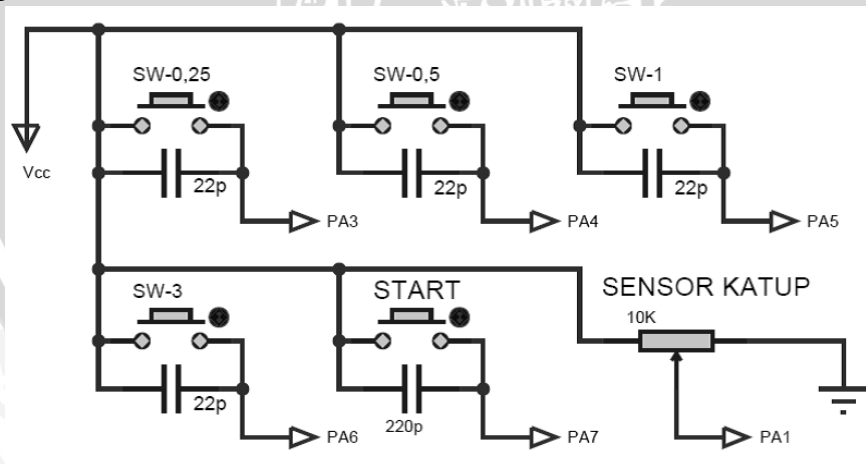 SW-0,25
SW-0,5
SW-1
Vcc
22p
22p
22p
PA3
PA4
PA5
SW-3
START
SENSOR KATUP
10K
22p
220p
PA6
PA7
PA1